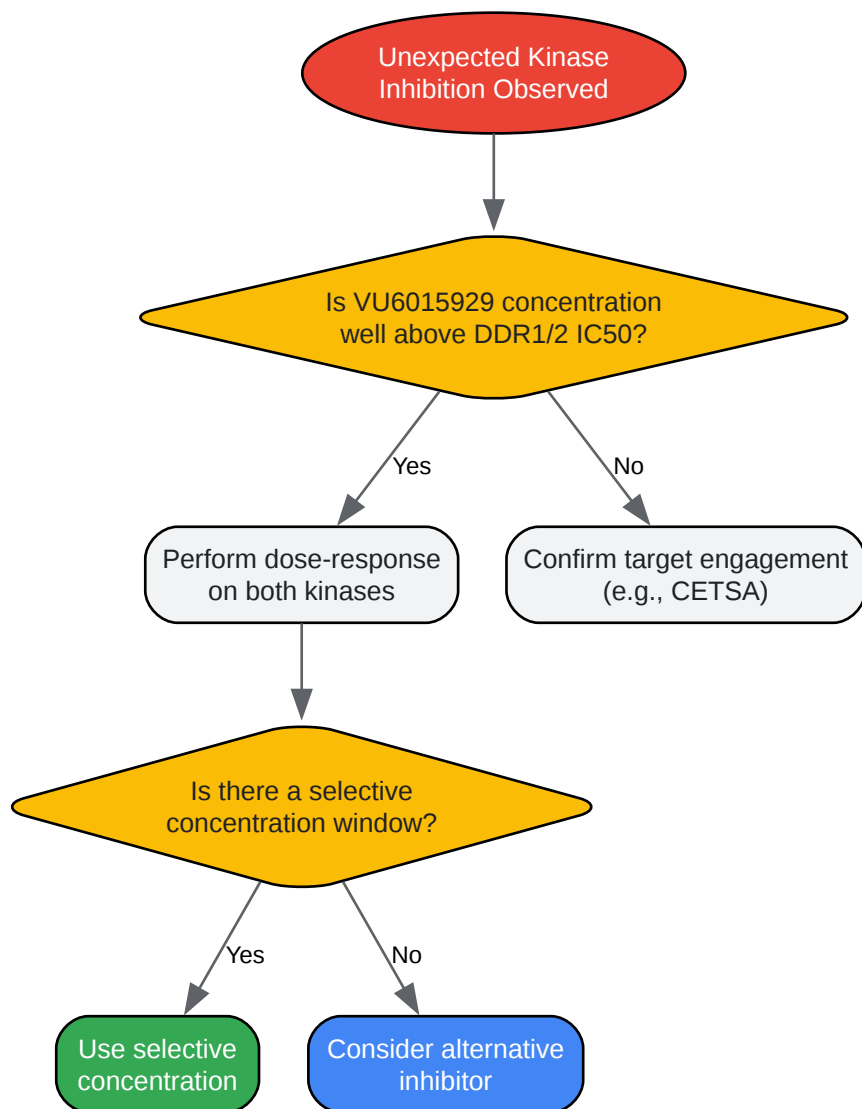 Unexpected Kinase
Inhibition Observed
Is VU6015929 concentration
well above DDR1/2 IC50?
Yes
No
Perform dose-response
on both kinases
Confirm target engagement
(e.g., CETSA)
Is there a selective
concentration window?
Yes
No
Use selective
concentration
Consider alternative
inhibitor